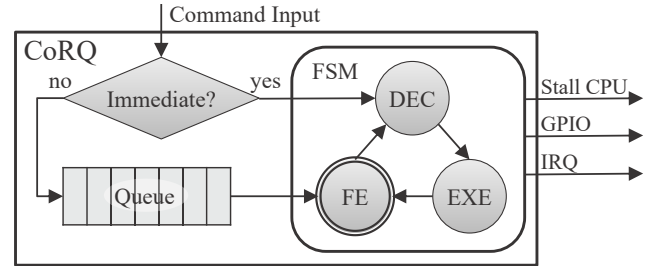 Command Input
CoRQ
no
yes
Immediate?
FSM
DEC
Stall CPU
GPIO
IRQ
Queue
FE
EXE